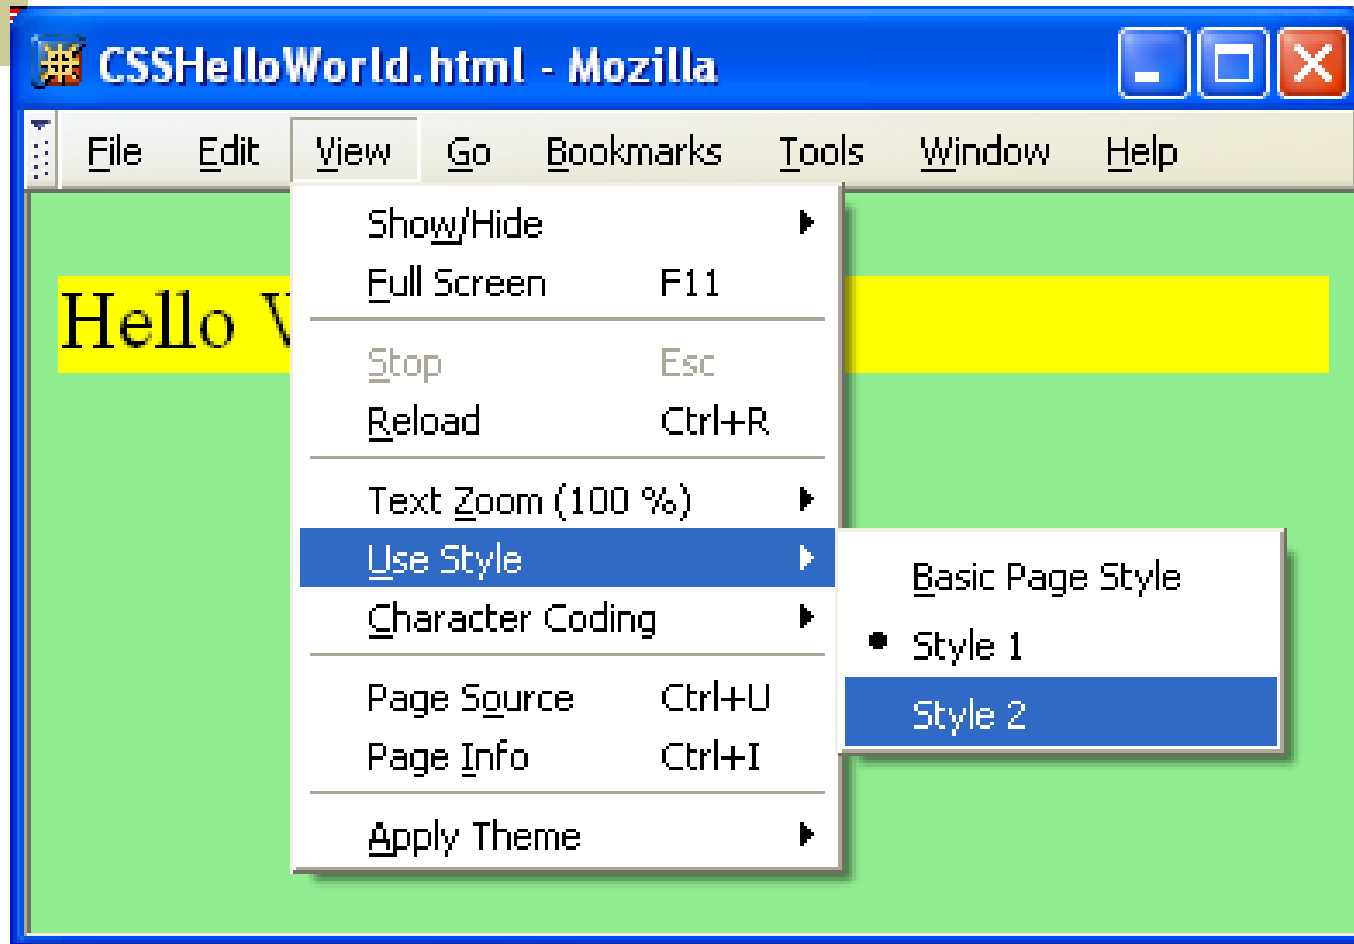 CSSHelloWorld.html - Mozilla
File Edit View Go Bookmarks Tools Window Help
Show/Hide
Full Screen F11
Hello
Stop Esc
Reload Ctrl+R
Text Zoom (100 %)
Use Style
Character Coding
Basic Page Style
Style 1
Style 2
Page Source Ctrl+U
Page Info Ctrl+I
Apply Theme